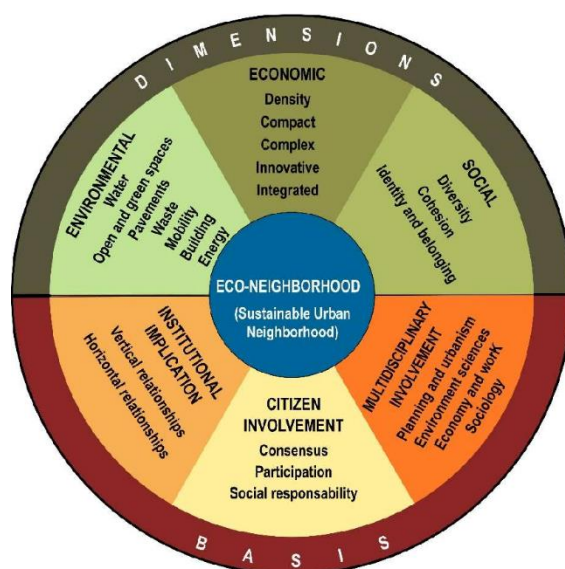 DIMENSIONS
ECONOMIC
Density
Compact
Complex
Innovative
Integrated
ENVIRONMENTAL
Water
Open and green spaces
Pavements
Waste
Mobility
Building
Energy
SOCIAL
Diversity
Cohesion
Identity and belonging
ECO-NEIGHBORHOOD
(Sustainable Urban
Neighborhood)
INSTITUTIONAL
IMPLICATION
Vertical relationships
Horizontal relationships
CITIZEN
INVOLVEMENT
Consensus
Participation
Social responsability
MULTIDISCIPLINARY
INVOLVEMENT
Planning and urbanism
Environment sciences
Economy and work
Sociology
BASIS